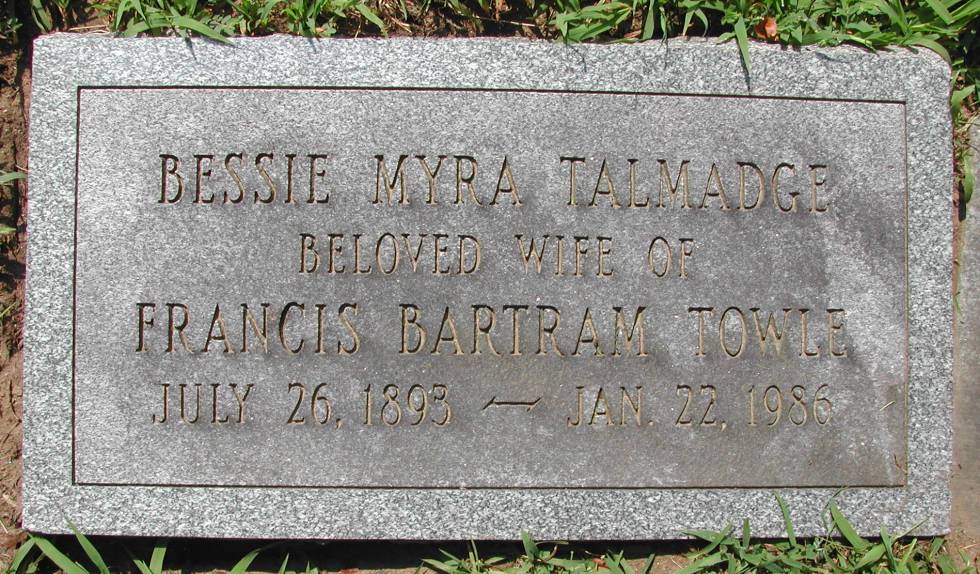 BESSIE MYRA TALMADGE
BELOVED WIFE OF
FRANCIS BARTRAM TOWLE
JULY 26, 1893 — JAN. 22, 1986